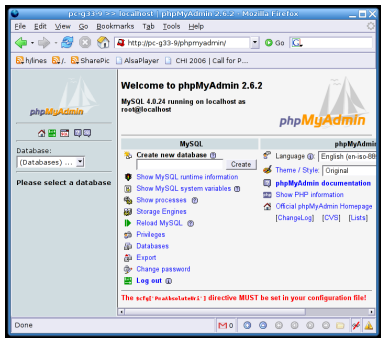 pc-g33-9 >> localhost | phpMyAdmin 2.6.2 - Mozilla Firefox
File Edit View Go Bookmarks Tab Tools Help
http://pc-g33-9/phpmyadmin/ Go
h/lines /. SharePic AlsaPlayer CHI 2006 | Call for P...
phpMyAdmin
Database:
(Databases) ...
Please select a database
Welcome to phpMyAdmin 2.6.2
MySQL 4.0.24 running on localhost as
root@localhost
phpMyAdmin
MySQL
Create new database
Create
Show MySQL runtime information
Show MySQL system variables
Show processes
Storage Engines
Reload MySQL
Privileges
Databases
Export
Change password
Log out
phpMyAdmin
Language : English (en-iso-88
Theme / Style: Original
phpMyAdmin documentation
Show PHP information
Official phpMyAdmin Homepage
[ChangeLog] [CVS] [Lists]
The $cfg['PmaAbsoluteUri'] directive MUST be set in your configuration file!
Done 0